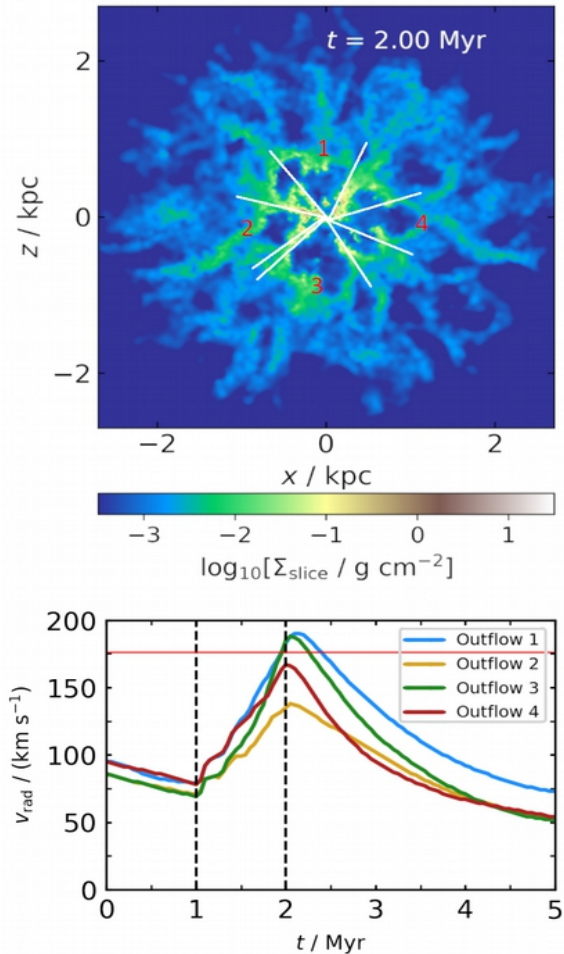 2
t = 2.00 Myr
1
z / kpc
0
2
4
3
−2
−2
0
2
x / kpc
−3
−2
−1
0
1
log₁₀[Σslice / g cm⁻²]
200
Outflow 1
Outflow 2
Outflow 3
Outflow 4
150
vrad / (km s⁻¹)
100
50
0
0
1
2
3
4
5
t / Myr